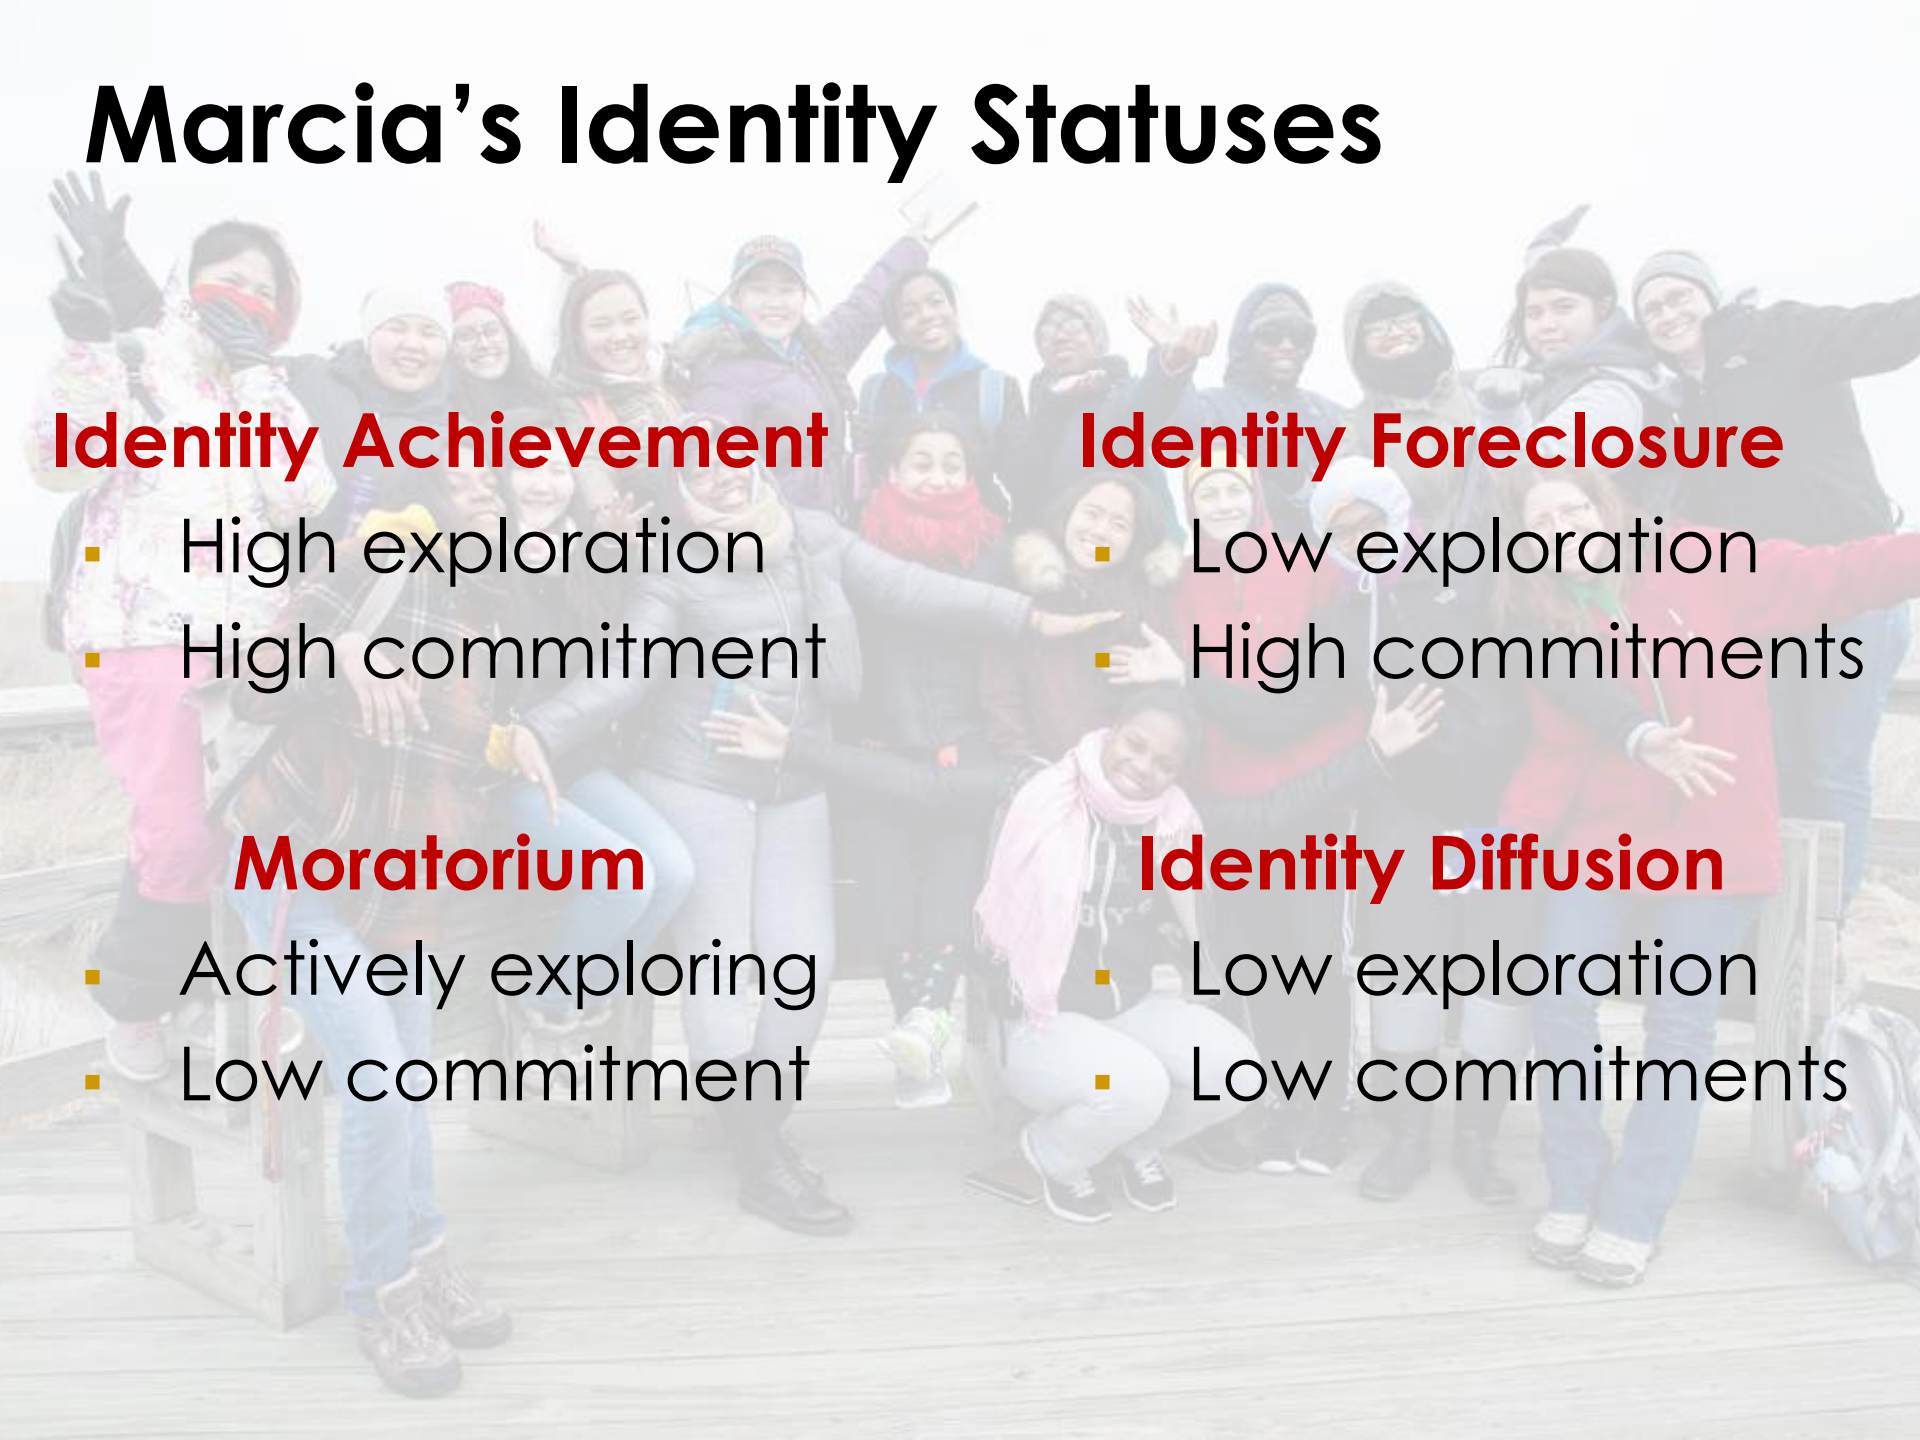 Marcia’s Identity Statuses
Identity Achievement
▪ High exploration
▪ High commitment
Moratorium
▪ Actively exploring
▪ Low commitment
Identity Foreclosure
▪ Low exploration
▪ High commitments
Identity Diffusion
▪ Low exploration
▪ Low commitments